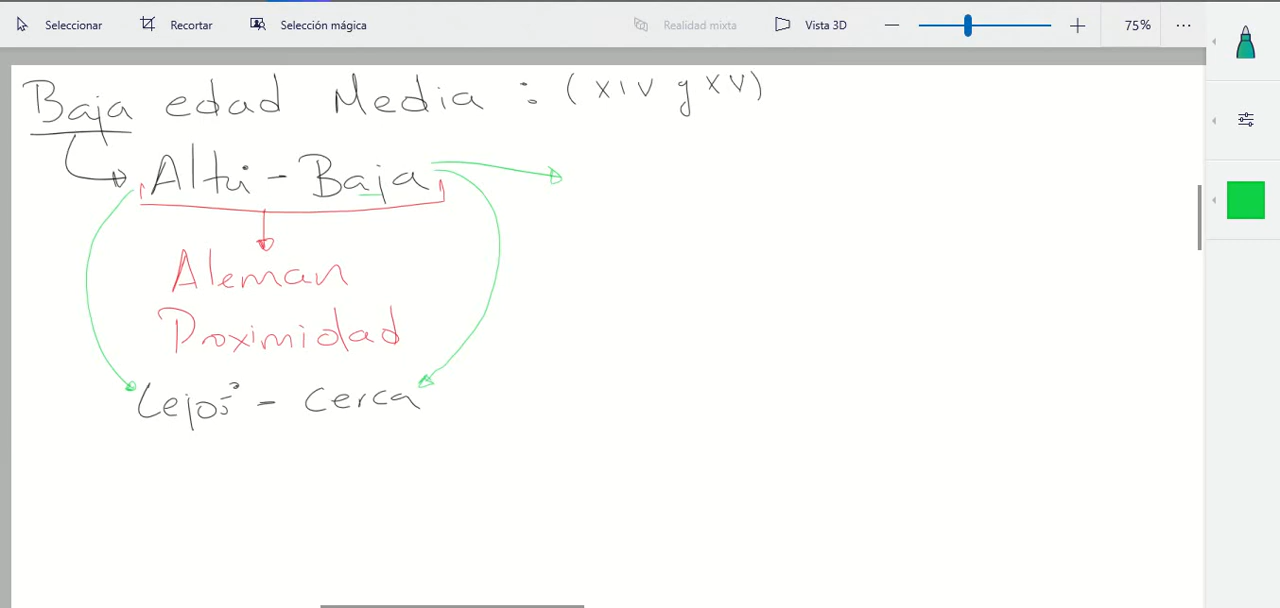 Seleccionar Recortar Selección mágica Realidad mixta Vista 3D 75%
Baja edad Media : (XIV y XV)
Alta - Baja
Aleman
Proximidad
Lejos - Cerca